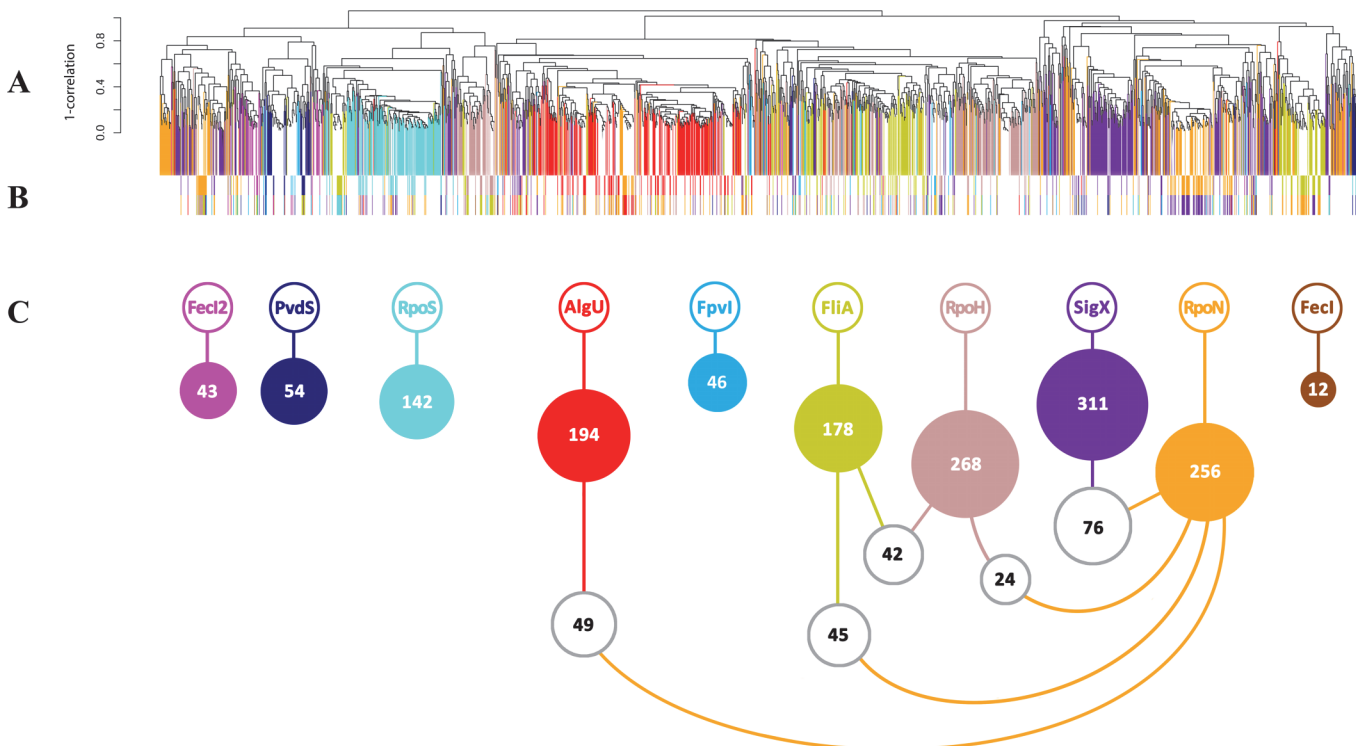 A
1-correlation
0.8
0.4
0.0
B
C
FecI2 PvdS RpoS AlgU FpvI FliA RpoH SigX RpoN FecI
43 54 142 194 46 178 268 311 256 12
42 24 76
49 45